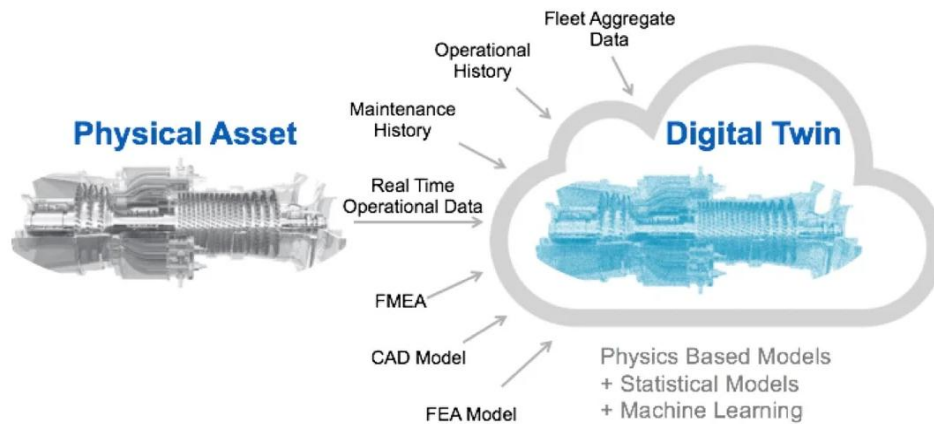 Fleet Aggregate
Data
Operational
History
Maintenance
History
Physical Asset
Digital Twin
Real Time
Operational Data
FMEA
CAD Model
FEA Model
Physics Based Models
+ Statistical Models
+ Machine Learning